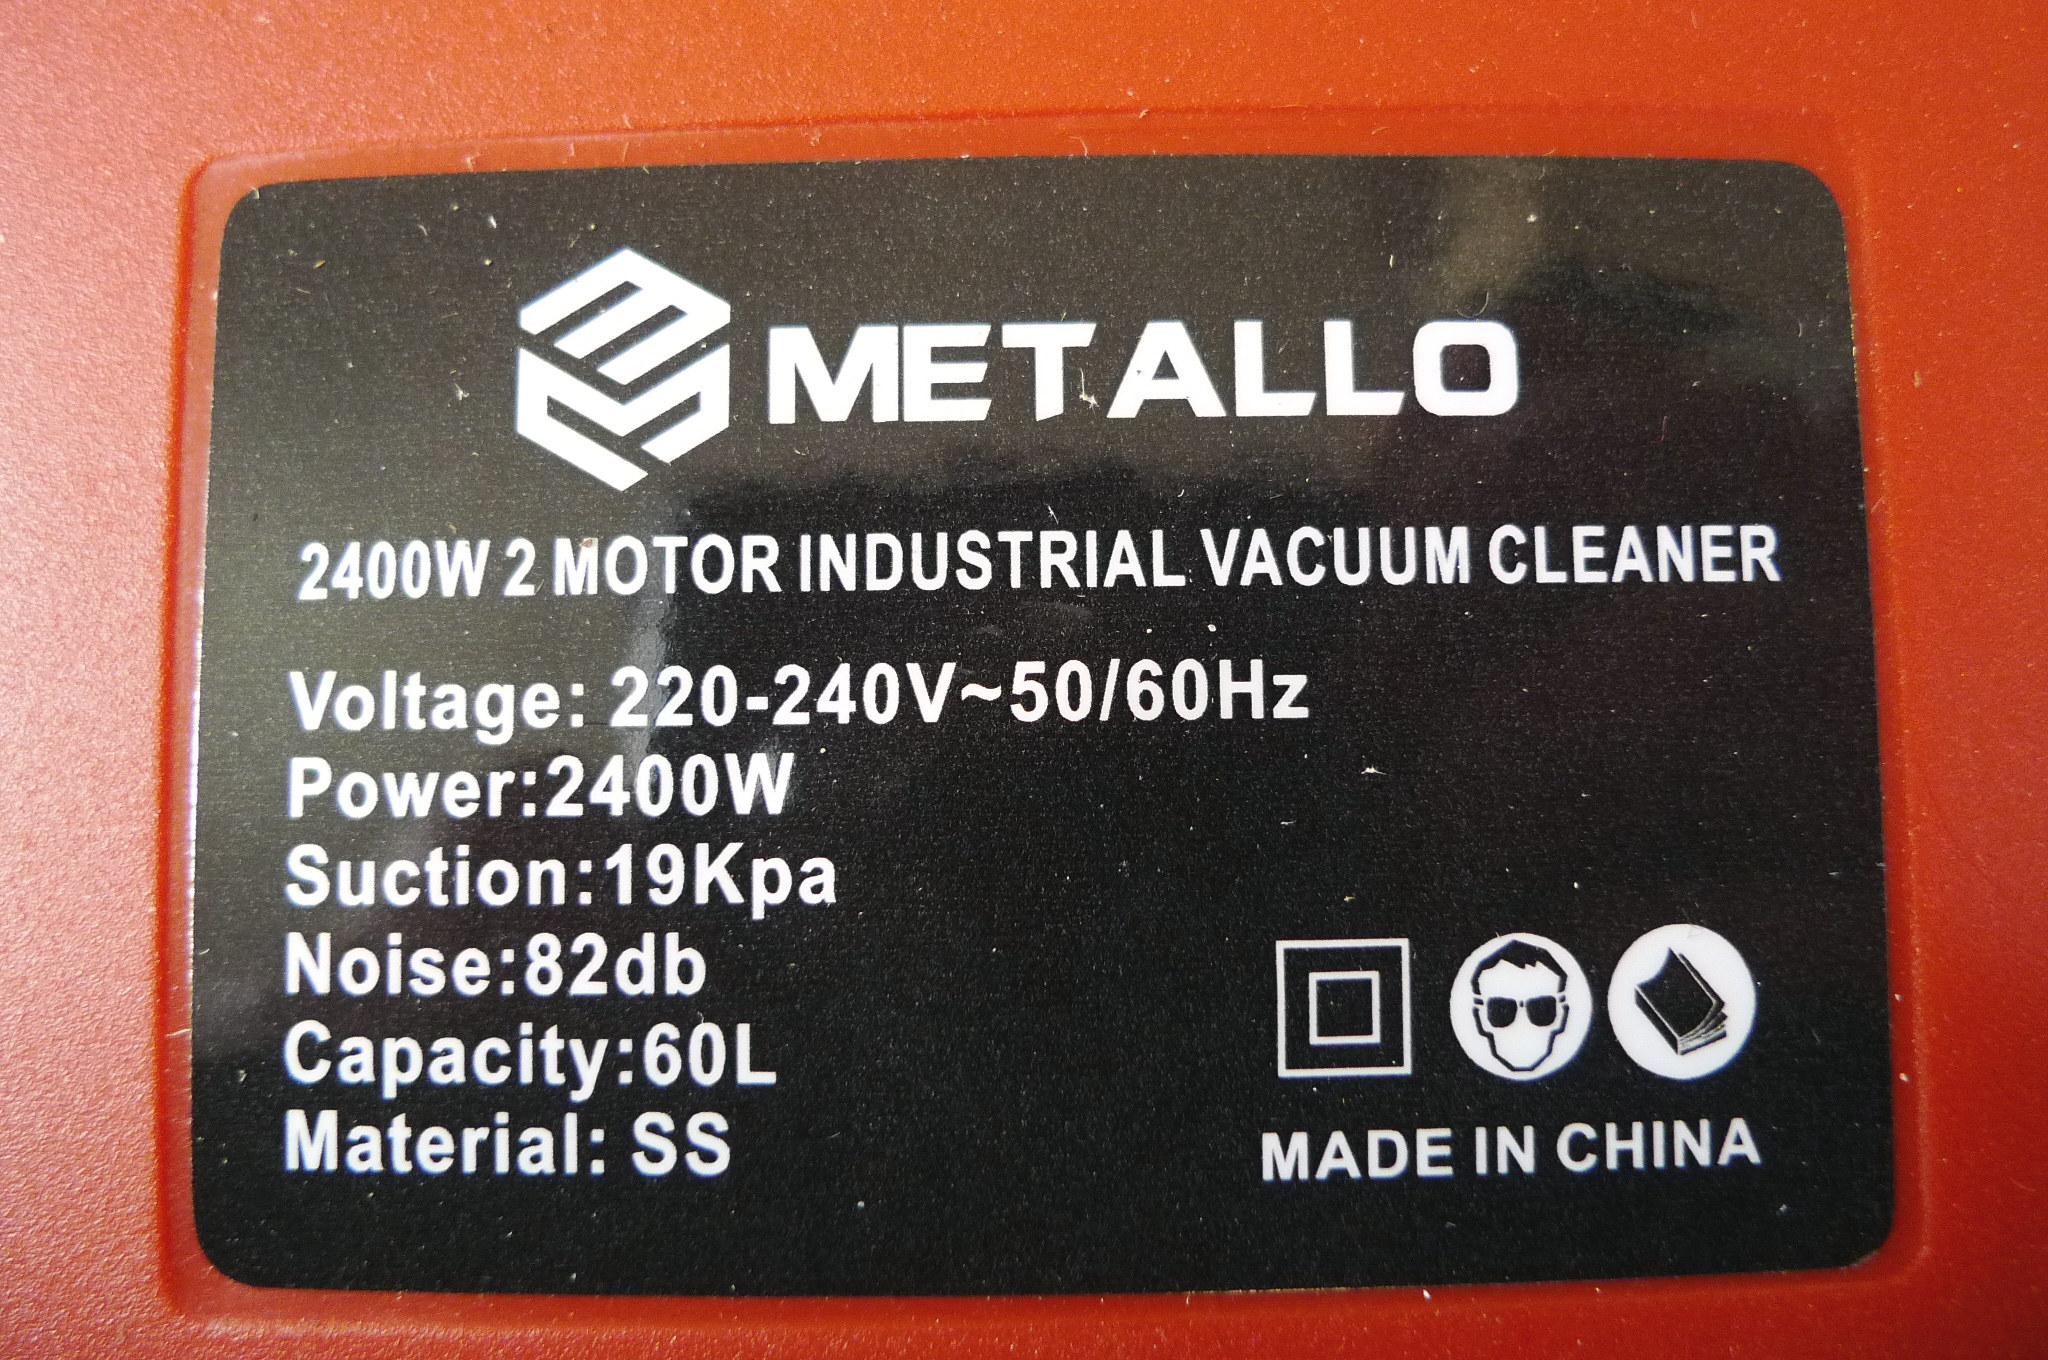 METALLO
2400W 2 MOTOR INDUSTRIAL VACUUM CLEANER
Voltage: 220-240V~50/60Hz
Power:2400W
Suction:19Kpa
Noise:82db
Capacity:60L
Material: SS
MADE IN CHINA